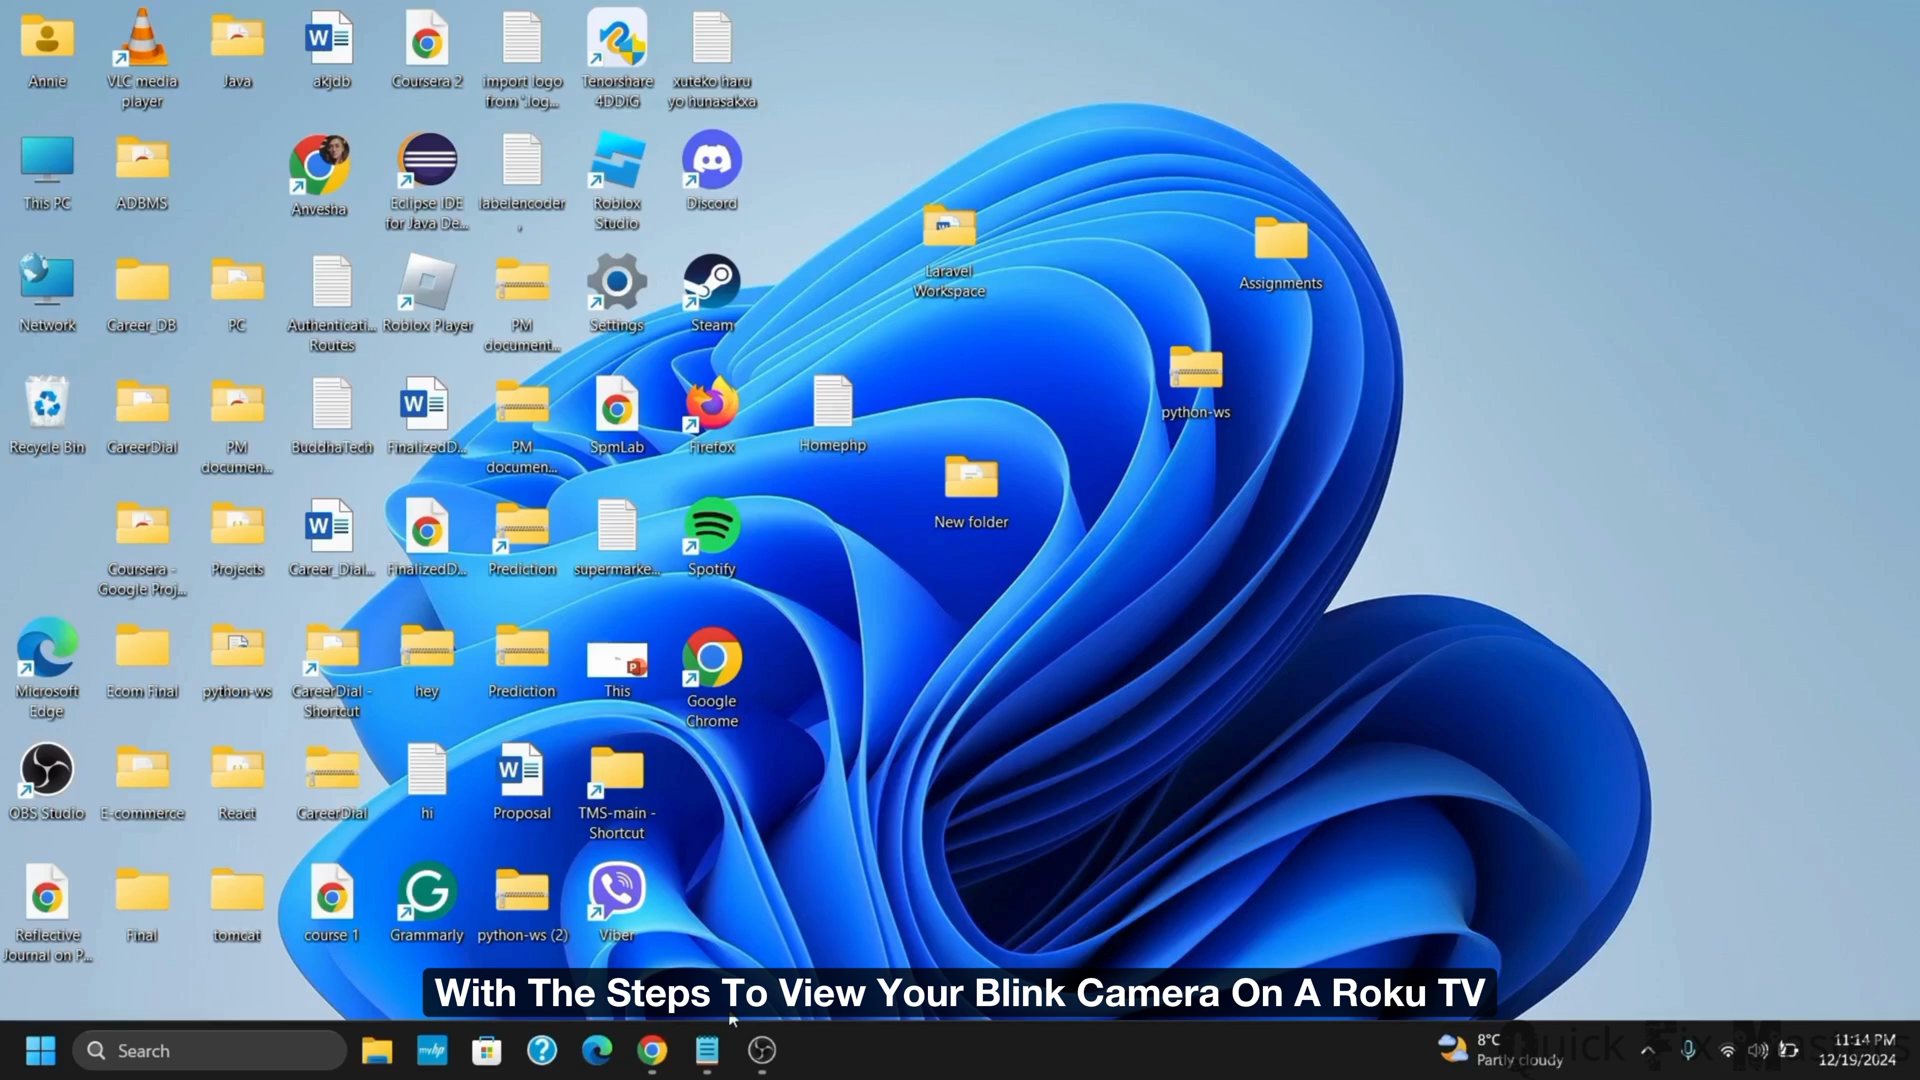 Annie
VLC media
player
Java
akjdb
Coursera 2
import logo
from '.log...
Tenorshare
4DDiG
xuteko haru
yo hunasakxa
This PC
ADBMS
Anvesha
Eclipse IDE
for Java De...
labelencoder
,
Roblox
Studio
Discord
Laravel
Workspace
Assignments
Network
Career_DB
PC
Authenticati...
Routes
Roblox Player
PM
document...
Settings
Steam
python-ws
Recycle Bin
CareerDial
PM
documen...
BuddhaTech
FinalizedD...
PM
documen...
SpmLab
Firefox
Homephp
New folder
Coursera -
Google Proj...
Projects
Career_Dial...
FinalizedD...
Prediction
supermarke...
Spotify
Microsoft
Edge
Ecom Final
python-ws
CareerDial -
Shortcut
hey
Prediction
This
Google
Chrome
OBS Studio
E-commerce
React
CareerDial
hi
Proposal
TMS-main -
Shortcut
Reflective
Journal on P...
Final
tomcat
course 1
Grammarly
python-ws (2)
Viber
With The Steps To View Your Blink Camera On A Roku TV
Search
myhp
8°C
Partly cloudy
11:14 PM
12/19/2024